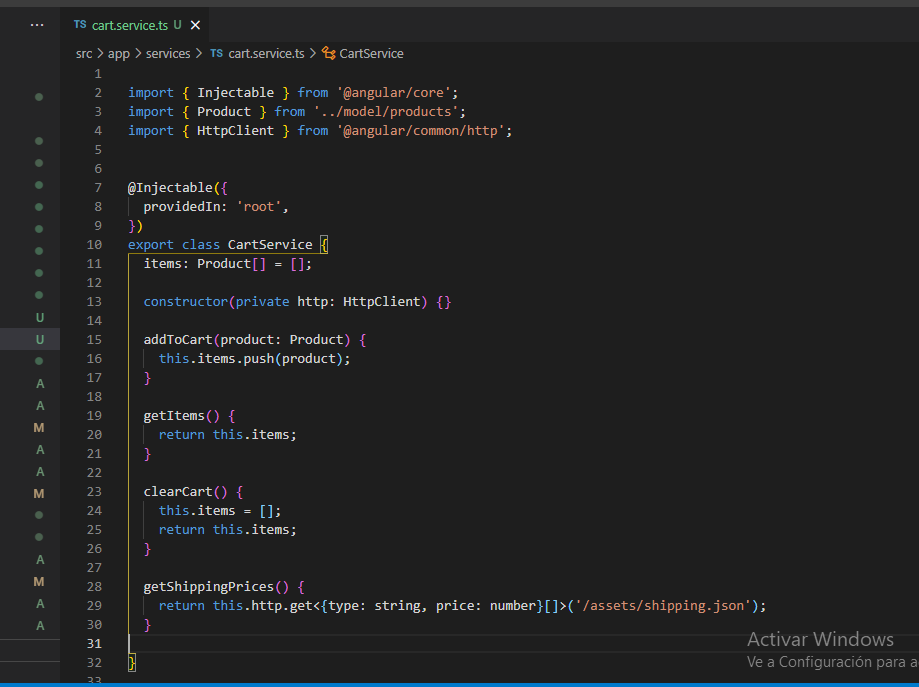 TS cart.service.ts U
src > app > services > TS cart.service.ts > CartService
1
2 import { Injectable } from '@angular/core';
3 import { Product } from '../model/products';
4 import { HttpClient } from '@angular/common/http';
5
6
7 @Injectable({
8 providedIn: 'root',
9 })
10 export class CartService {
11 items: Product[] = [];
12
13 constructor(private http: HttpClient) {}
14
15 addToCart(product: Product) {
16 this.items.push(product);
17 }
18
19 getItems() {
20 return this.items;
21 }
22
23 clearCart() {
24 this.items = [];
25 return this.items;
26 }
27
28 getShippingPrices() {
29 return this.http.get<{type: string, price: number}[]>('/assets/shipping.json');
30 }
31
32 }
33
U
U
A
A
M
A
A
M
A
M
A
A
Activar Windows
Ve a Configuración para a